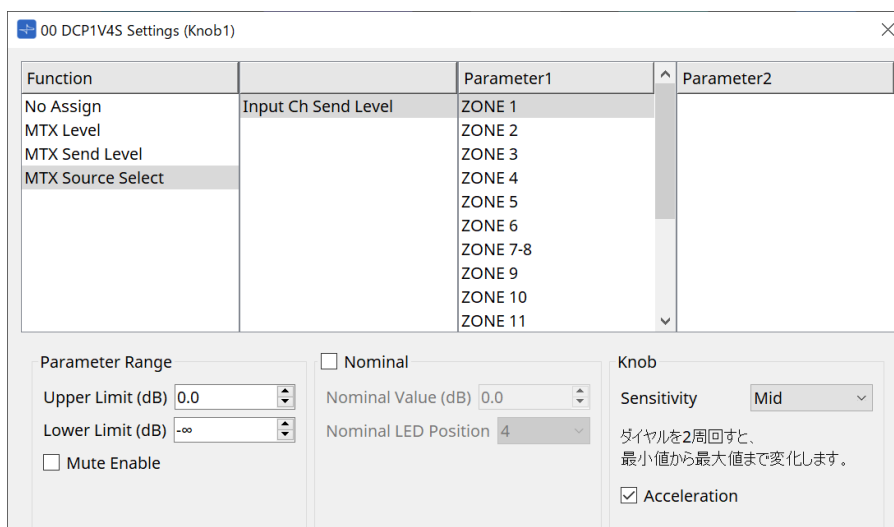 00 DCP1V4S Settings (Knob1)
Function
Parameter1
Parameter2
No Assign
MTX Level
MTX Send Level
MTX Source Select
Input Ch Send Level
ZONE 1
ZONE 2
ZONE 3
ZONE 4
ZONE 5
ZONE 6
ZONE 7-8
ZONE 9
ZONE 10
ZONE 11
Parameter Range
Upper Limit (dB) 0.0
Lower Limit (dB) -∞
Mute Enable
Nominal
Nominal Value (dB) 0.0
Nominal LED Position 4
Knob
Sensitivity Mid
ダイヤルを2周回すと、
最小値から最大値まで変化します。
Acceleration